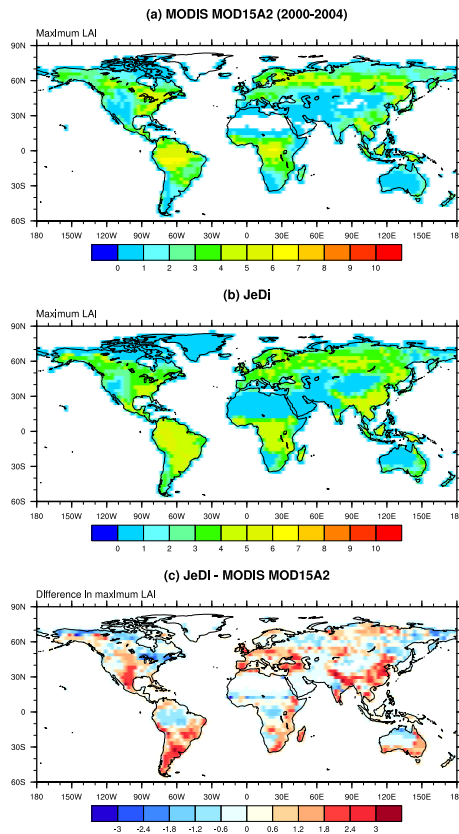 (a) MODIS MOD15A2 (2000-2004)
Maximum LAI
90N
60N
30N
0
30S
60S
180 150W 120W 90W 60W 30W 0 30E 60E 90E 120E 150E 180
0 1 2 3 4 5 6 7 8 9 10
(b) JeDi
Maximum LAI
90N
60N
30N
0
30S
60S
180 150W 120W 90W 60W 30W 0 30E 60E 90E 120E 150E 180
0 1 2 3 4 5 6 7 8 9 10
(c) JeDi - MODIS MOD15A2
Difference in maximum LAI
90N
60N
30N
0
30S
60S
180 150W 120W 90W 60W 30W 0 30E 60E 90E 120E 150E 180
-3 -2.4 -1.8 -1.2 -0.6 0 0.6 1.2 1.8 2.4 3